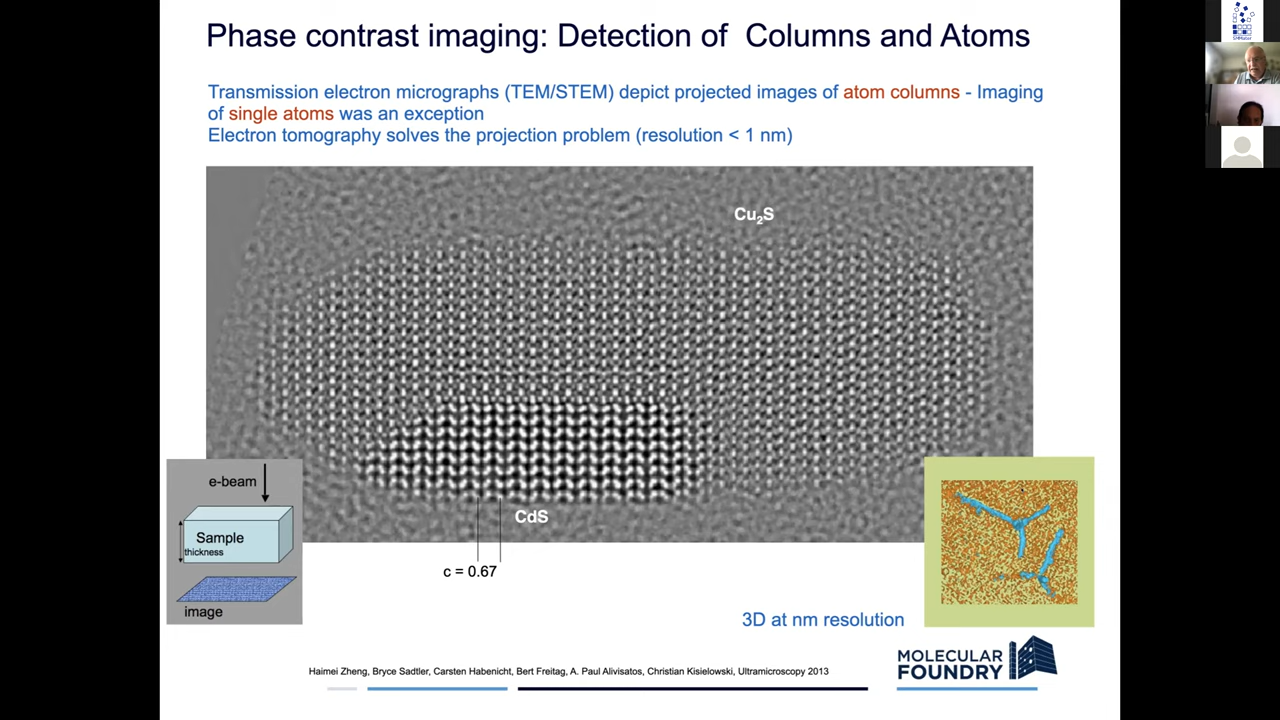 Phase contrast imaging: Detection of  Columns and Atoms
Transmission electron micrographs (TEM/STEM) depict projected images of atom columns - Imaging
of single atoms was an exception
Electron tomography solves the projection problem (resolution < 1 nm)
Cu₂S
e-beam
Sample
thickness
image
CdS
c = 0.67
3D at nm resolution
Haimei Zheng, Bryce Sadtler, Carsten Habenicht, Bert Freitag, A. Paul Alivisatos, Christian Kisielowski, Ultramicroscopy 2013
MOLECULAR
FOUNDRY